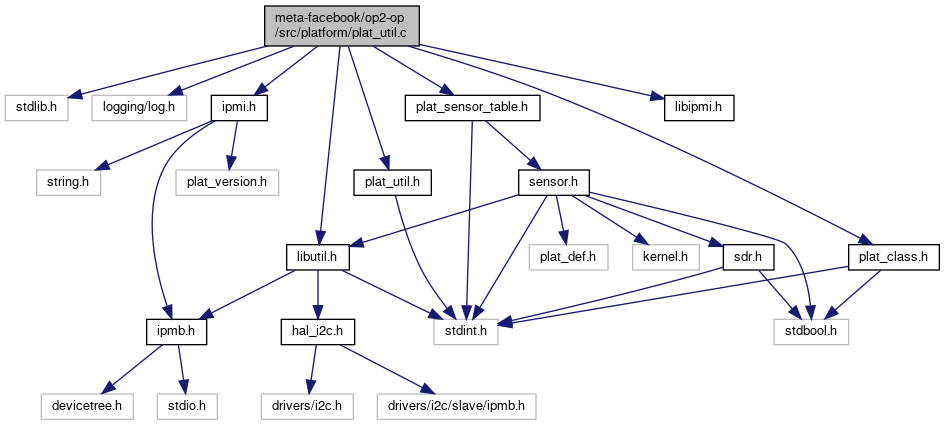 meta-facebook/op2-op
/src/platform/plat_util.c
stdlib.h
logging/log.h
ipmi.h
plat_sensor_table.h
libipmi.h
string.h
plat_version.h
plat_util.h
sensor.h
libutil.h
plat_def.h
kernel.h
sdr.h
plat_class.h
ipmb.h
hal_i2c.h
stdint.h
stdbool.h
devicetree.h
stdio.h
drivers/i2c.h
drivers/i2c/slave/ipmb.h